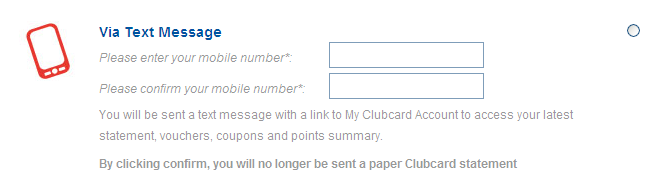 Via Text Message
Please enter your mobile number*:
Please confirm your mobile number*:
You will be sent a text message with a link to My Clubcard Account to access your latest
statement, vouchers, coupons and points summary.
By clicking confirm, you will no longer be sent a paper Clubcard statement